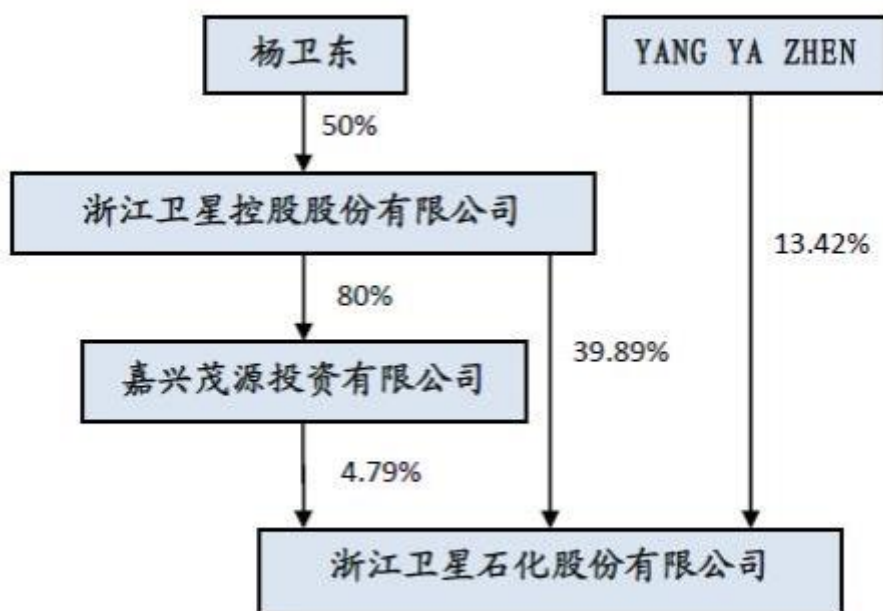 杨卫东
YANG YA ZHEN
50%
浙江卫星控股股份有限公司
13.42%
80%
39.89%
嘉兴茂源投资有限公司
4.79%
浙江卫星石化股份有限公司